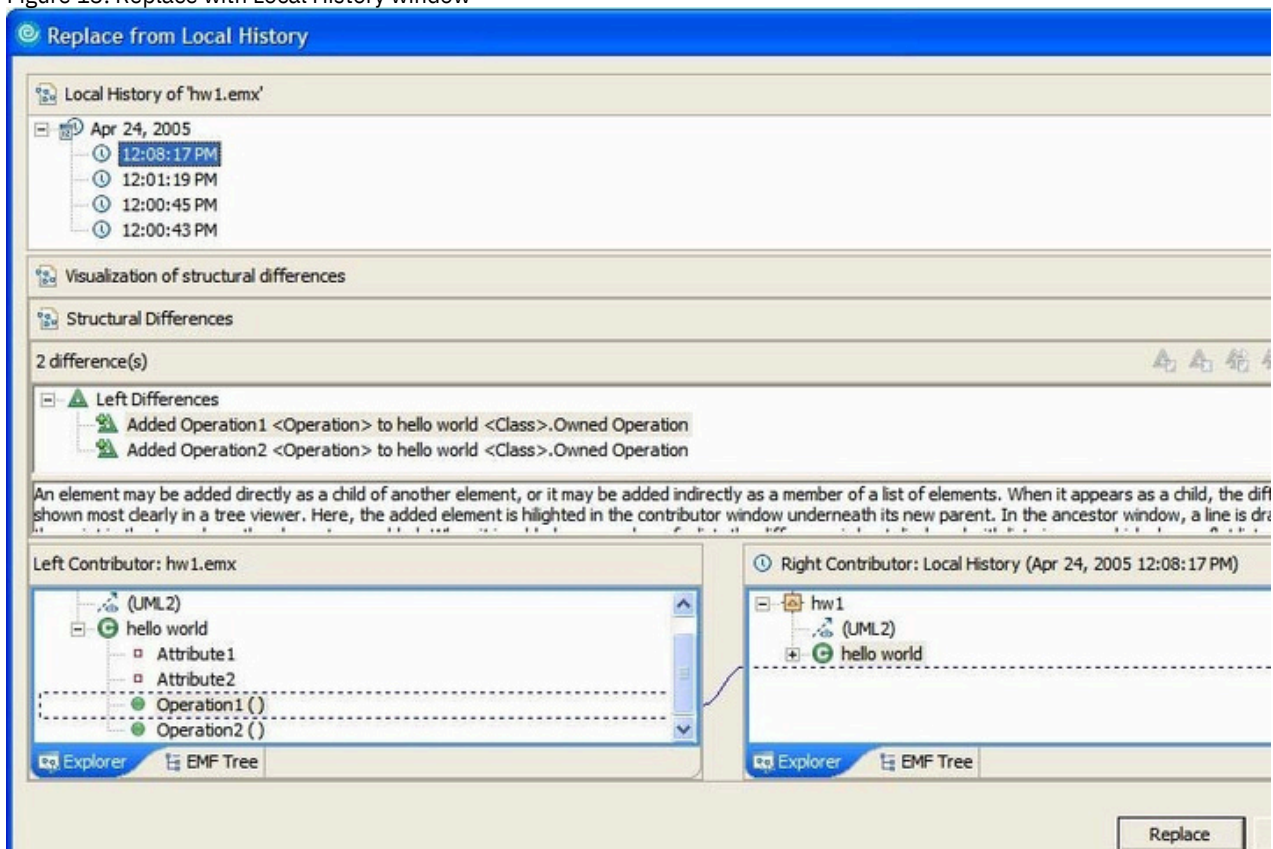 Figure 13: Replace with Local History window
Replace from Local History
Local History of 'hw1.emx'
Apr 24, 2005
12:08:17 PM
12:01:19 PM
12:00:45 PM
12:00:43 PM
Visualization of structural differences
Structural Differences
2 difference(s)
Left Differences
Added Operation1 <Operation> to hello world <Class>.Owned Operation
Added Operation2 <Operation> to hello world <Class>.Owned Operation
An element may be added directly as a child of another element, or it may be added indirectly as a member of a list of elements. When it appears as a child, the
shown most clearly in a tree viewer. Here, the added element is hilighted in the contributor window underneath its new parent. In the ancestor window, a line is
Left Contributor: hw1.emx
Right Contributor: Local History (Apr 24, 2005 12:08:17 PM)
(UML2)
hello world
Attribute1
Attribute2
Operation1 ()
Operation2 ()
hw1
(UML2)
hello world
Explorer
EMF Tree
Explorer
EMF Tree
Replace